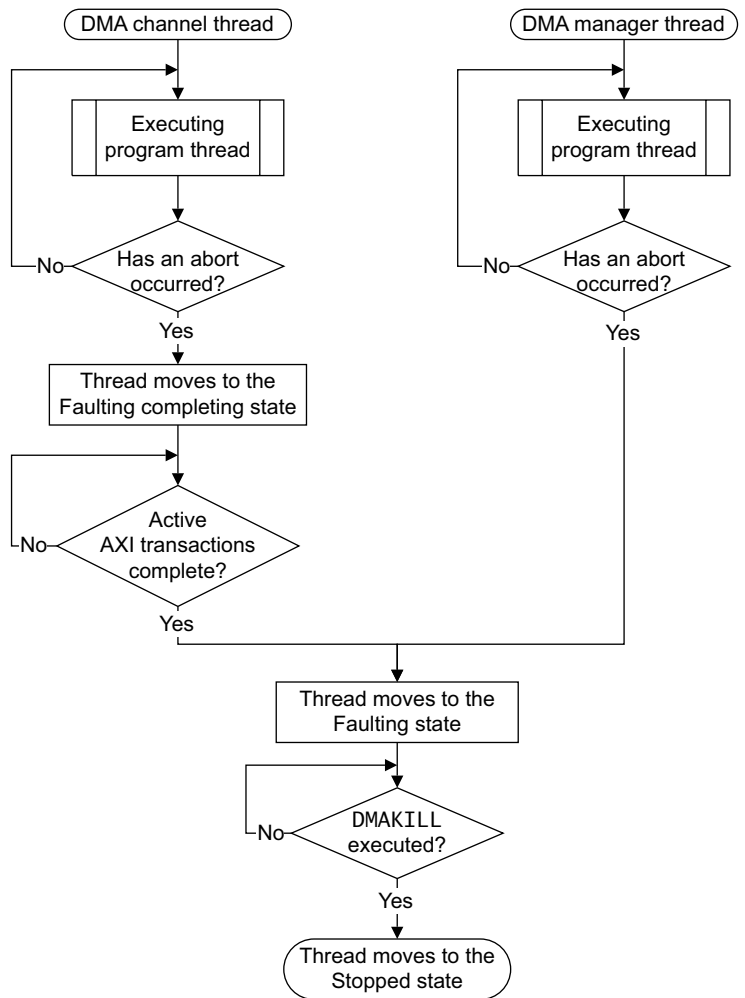 DMA channel thread
DMA manager thread
Executing
program thread
Executing
program thread
Has an abort
occurred?
No
Has an abort
occurred?
No
Yes
Yes
Thread moves to the
Faulting completing state
Active
AXI transactions
complete?
No
Yes
Thread moves to the
Faulting state
DMAKILL
executed?
No
Yes
Thread moves to the
Stopped state